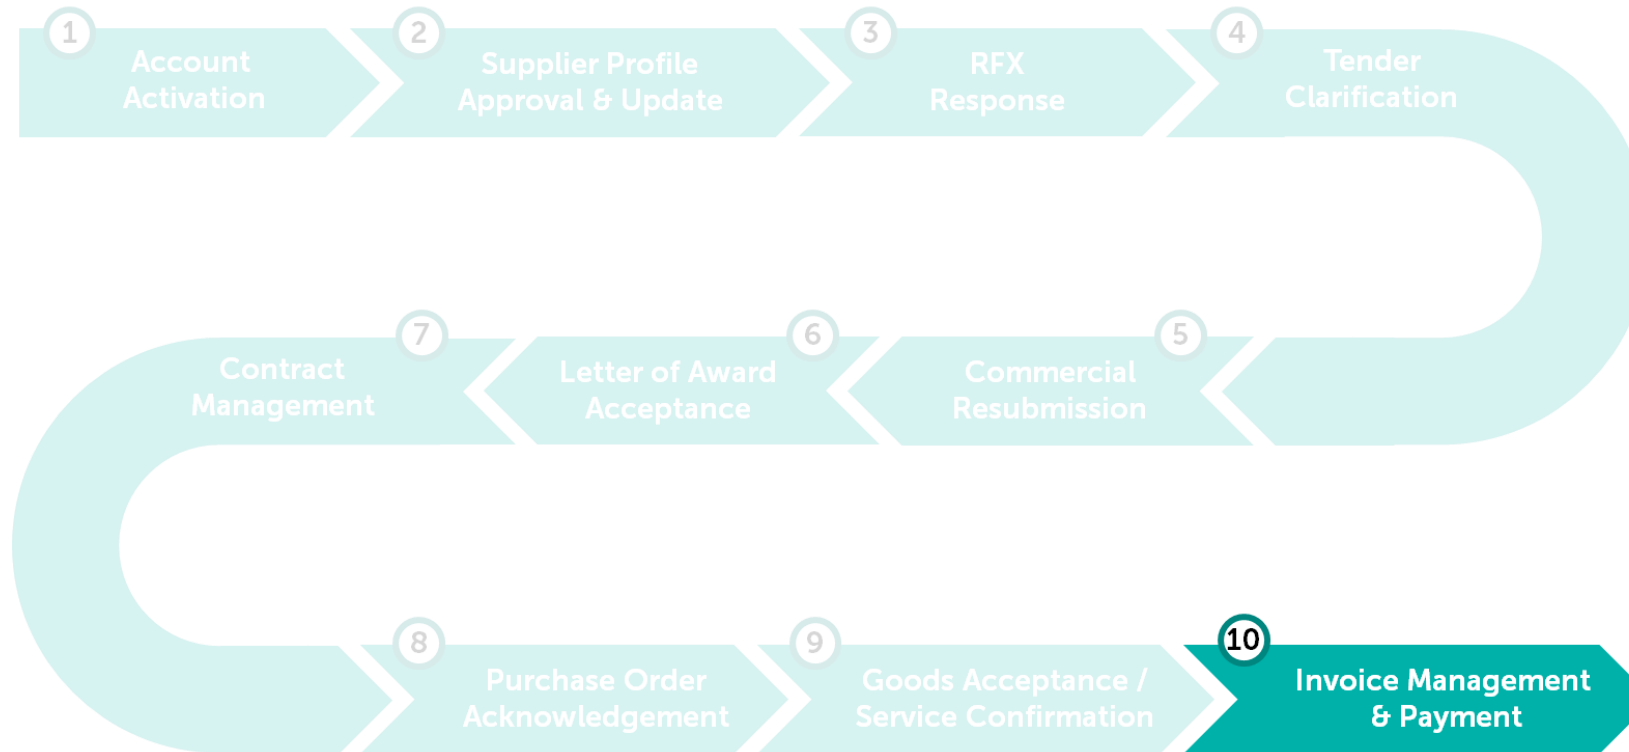 1
Account
Activation
2
Supplier Profile
Approval & Update
3
RFX
Response
4
Tender
Clarification
5
Commercial
Resubmission
6
Letter of Award
Acceptance
7
Contract
Management
8
Purchase Order
Acknowledgement
9
Goods Acceptance /
Service Confirmation
10
Invoice Management
& Payment